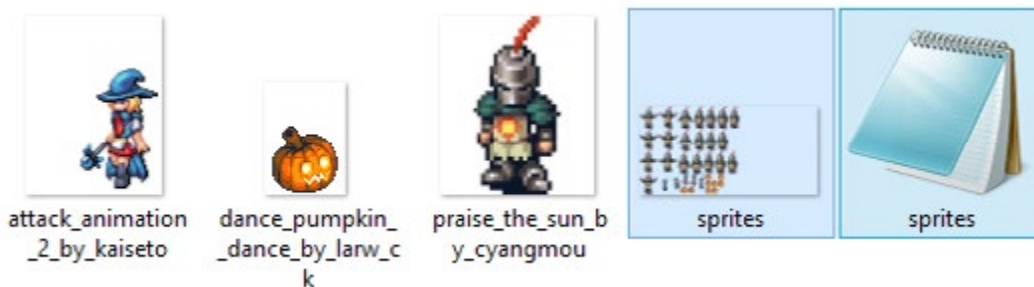 attack_animation
_2_by_kaiseto
dance_pumpkin_
_dance_by_larw_c
k
praise_the_sun_b
y_cyangmou
sprites
sprites